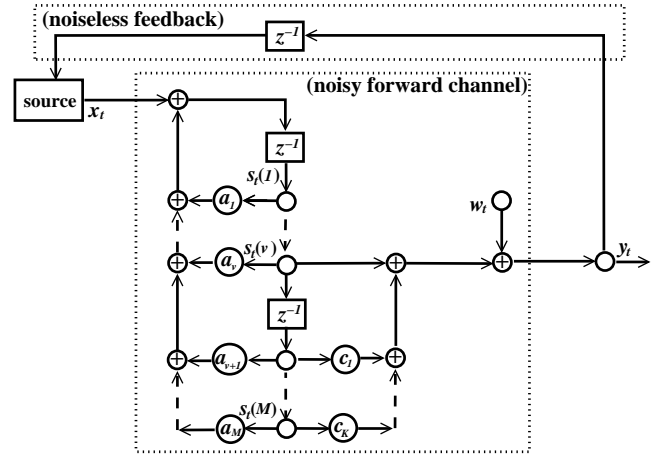 (noiseless feedback)
z⁻¹
(noisy forward channel)
source
xₜ
z⁻¹
sₜ(1)
a₁
wₜ
sₜ(v)
aᵥ
yₜ
z⁻¹
aᵥ₊₁
c₁
sₜ(M)
a_M
c_K